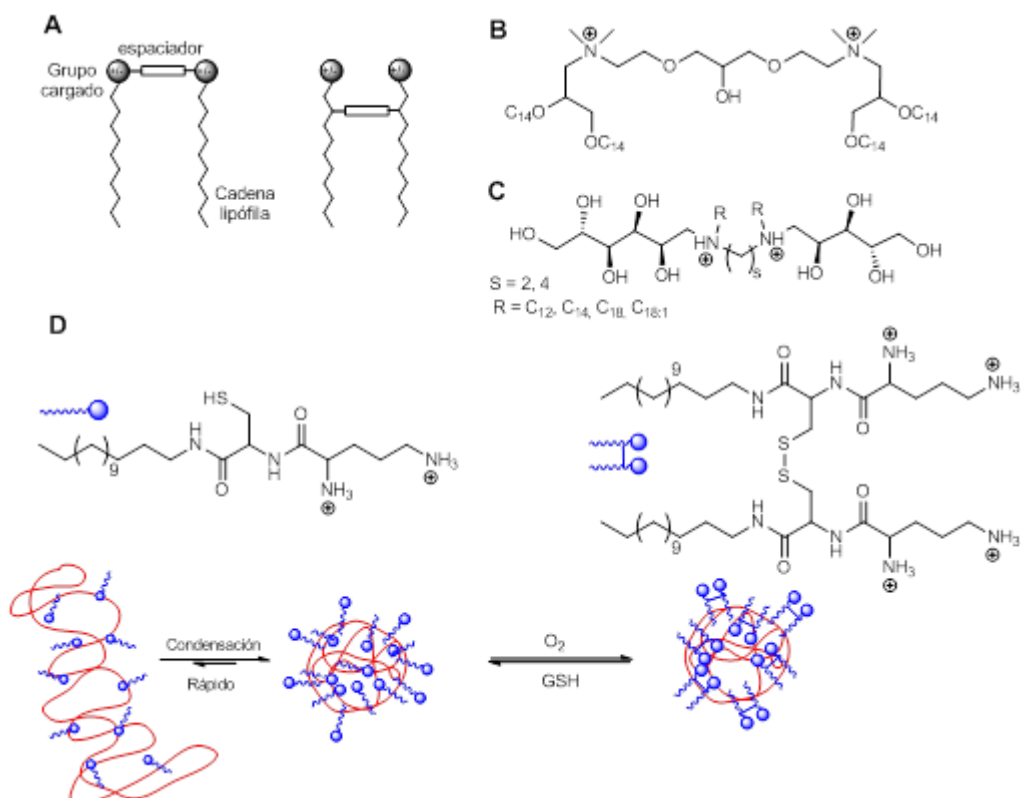 A
espaciador
Grupo
cargado
+/-
+/-
+/-
+/-
Cadena
lipófila
B
N⊕
O
OH
O
N⊕
C₁₄O
OC₁₄
OC₁₄
OC₁₄
C
OH
OH
OH
R
R
OH
OH
HO
HN⊕
NH⊕
OH
OH
OH
OH
OH
s
S = 2, 4
R = C₁₂, C₁₄, C₁₈, C₁₈:₁
D
HS
9
H
N
O
N
H
O
NH₃
⊕
NH₃
⊕
9
N
H
O
H
N
O
⊕
NH₃
⊕
NH₃
S
S
9
H
N
O
N
H
O
NH₃
⊕
NH₃
⊕
Condensación
Rápido
O₂
GSH